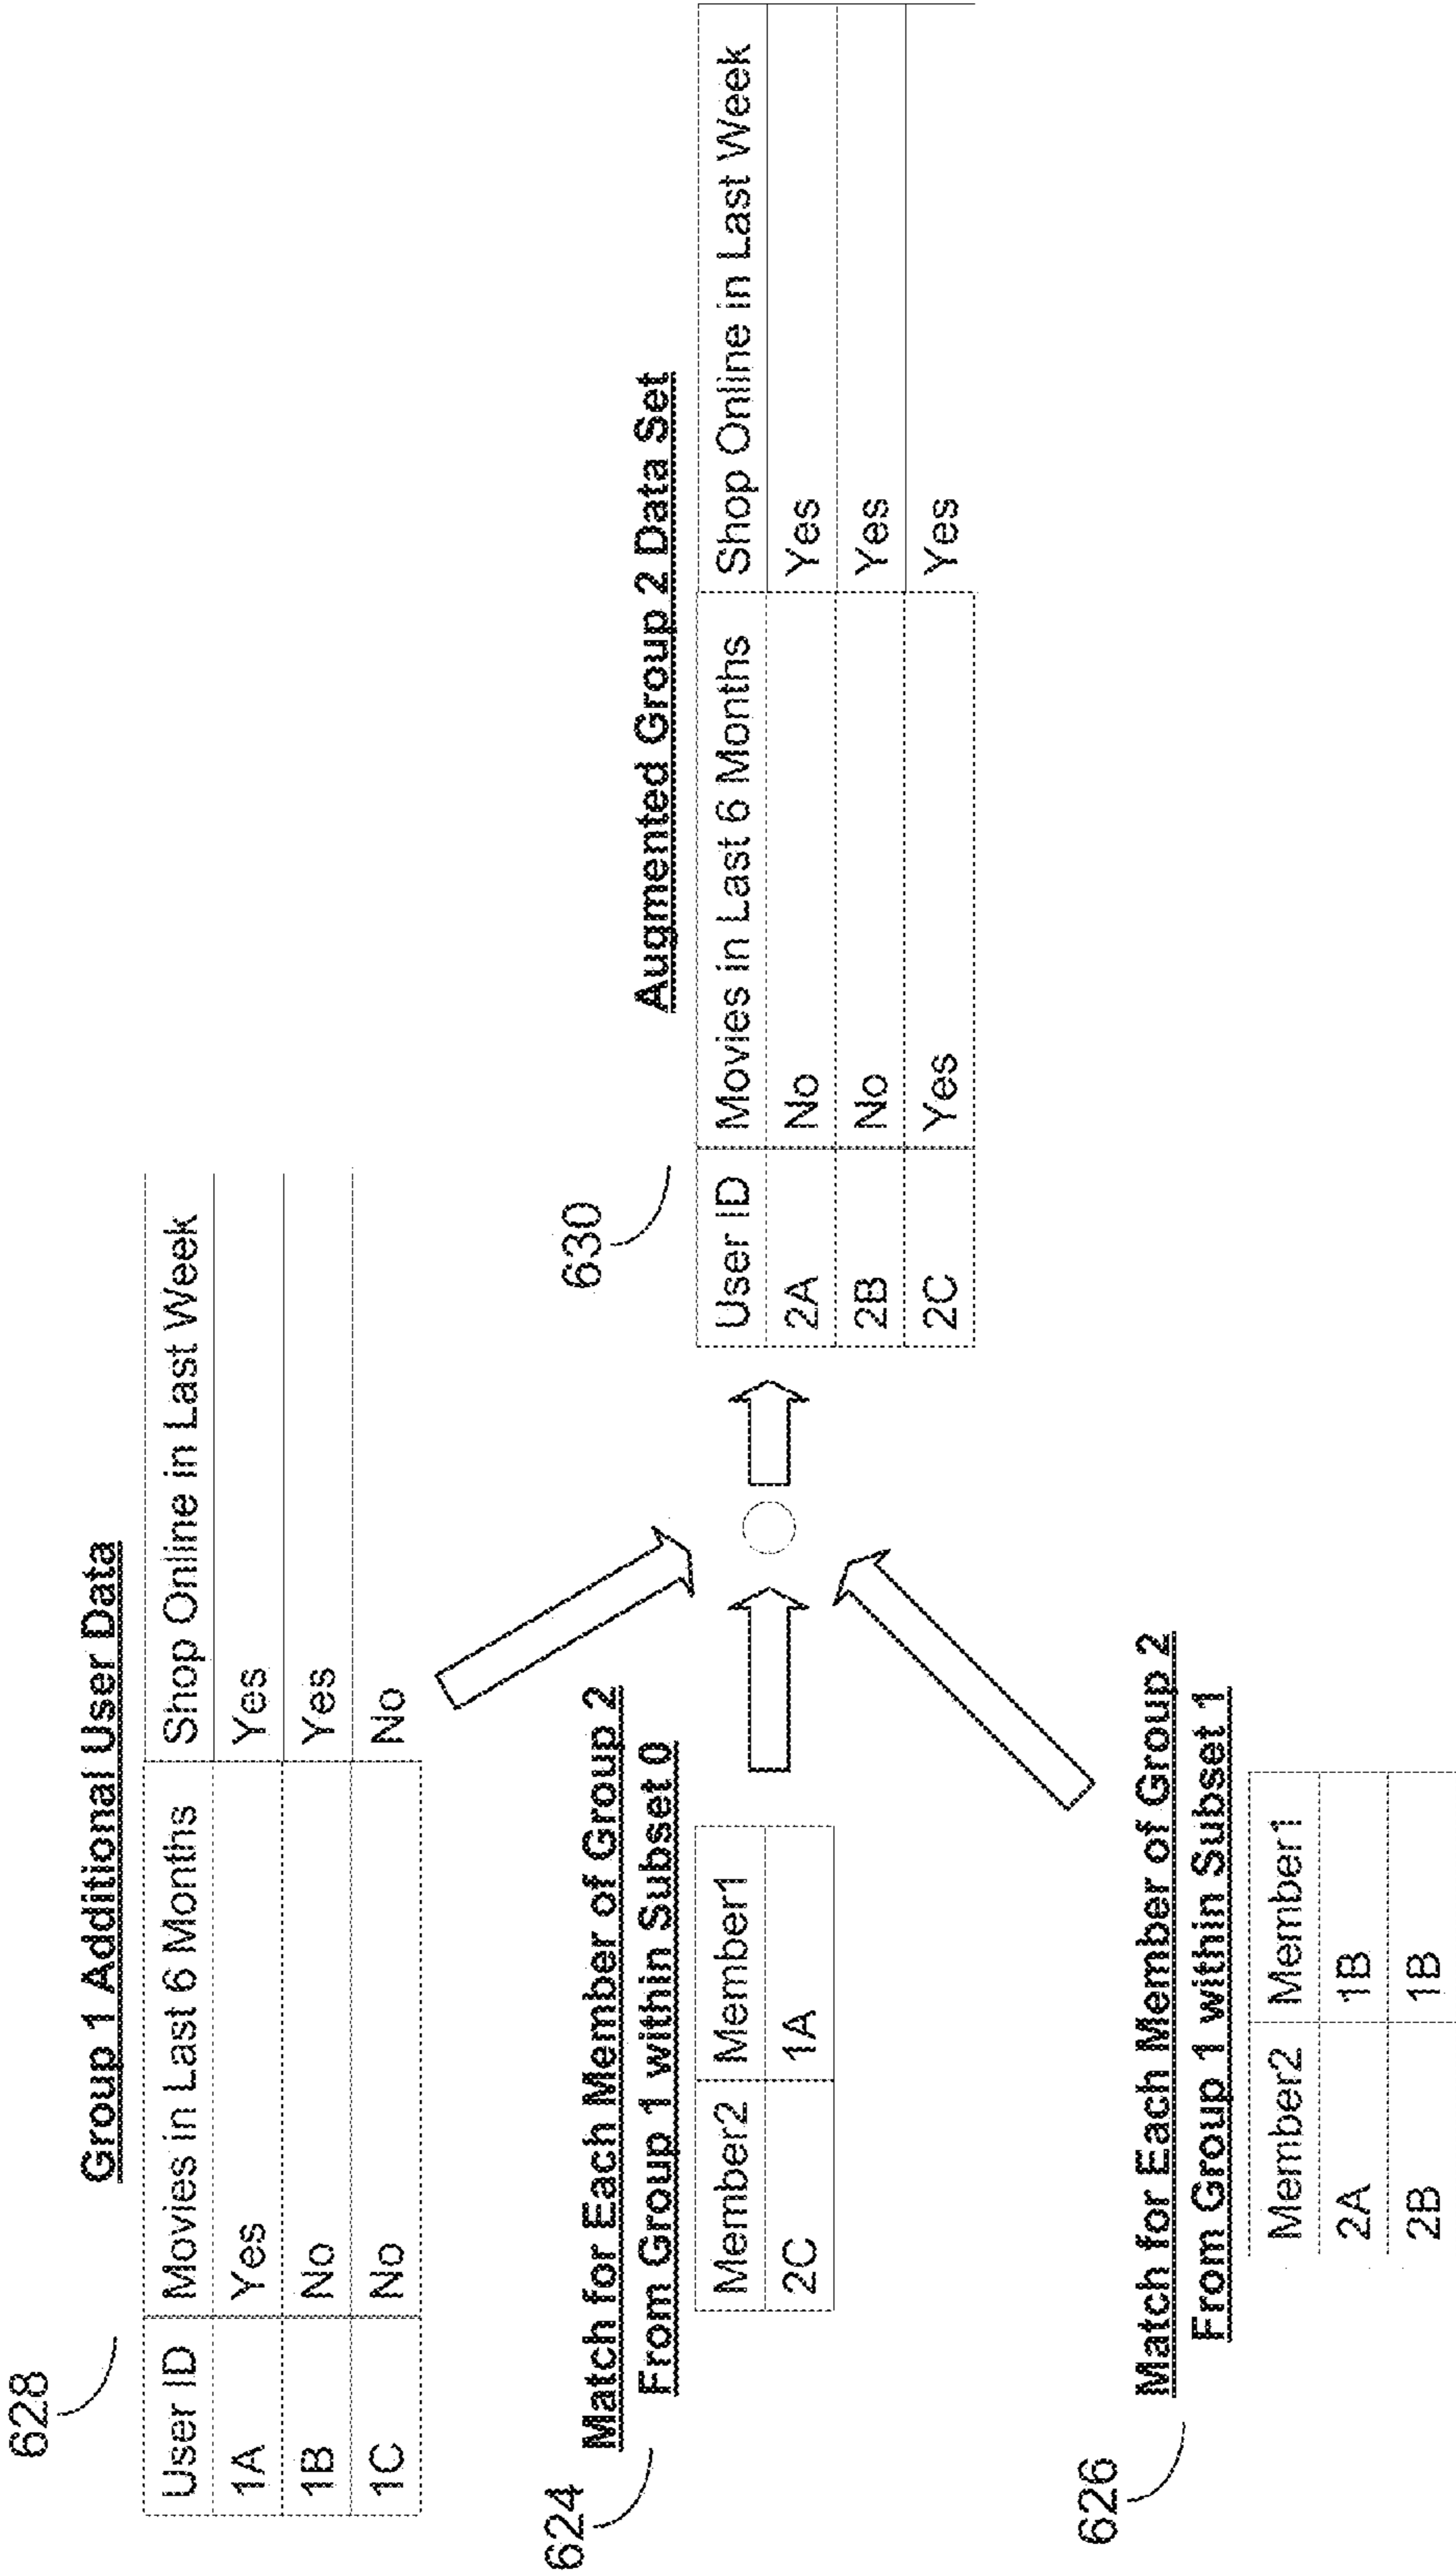 628
Group 1 Additional User Data
User ID Movies in Last 6 Months Shop Online in Last Week
1A Yes Yes
1B No Yes
1C No No
624
Match for Each Member of Group 2
From Group 1 within Subset 0
Member2 Member1
2C 1A
630
Augmented Group 2 Data Set
User ID Movies in Last 6 Months Shop Online in Last Week
2A No Yes
2B No Yes
2C Yes Yes
626
Match for Each Member of Group 2
From Group 1 within Subset 1
Member2 Member1
2A 1B
2B 1B